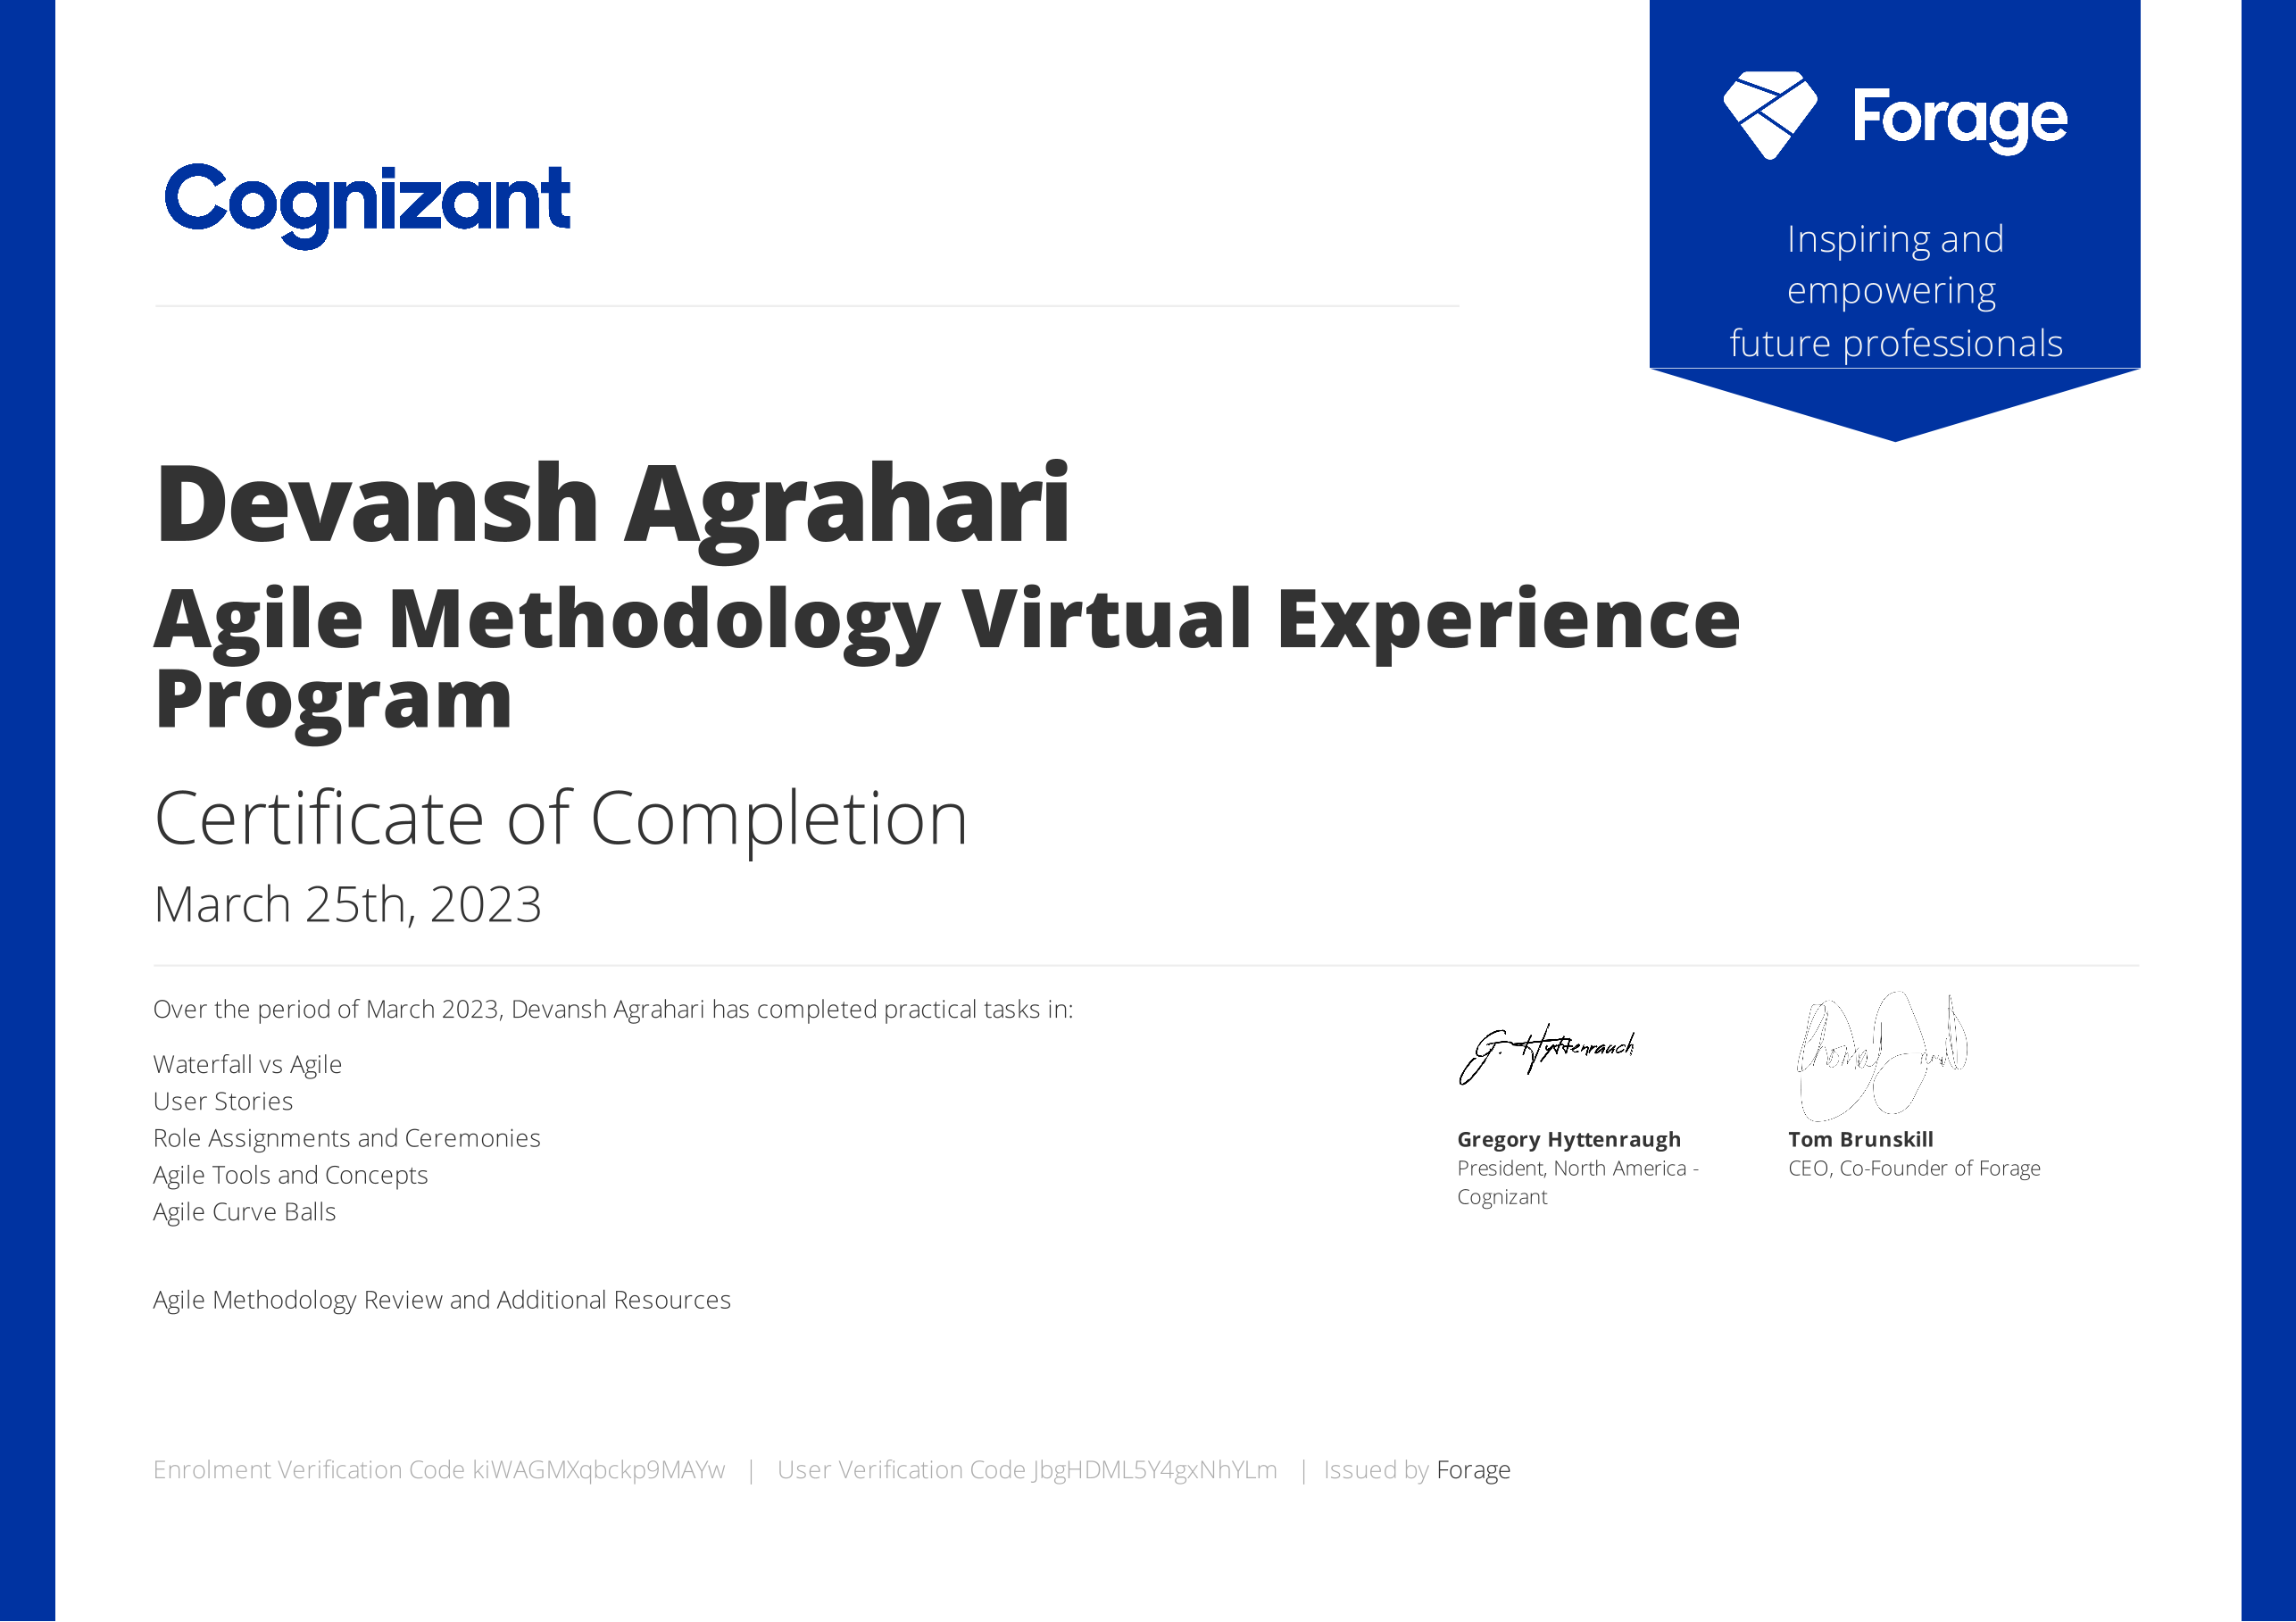 Cognizant
Forage
Inspiring and
empowering
future professionals
Devansh Agrahari
Agile Methodology Virtual Experience
Program
Certificate of Completion
March 25th, 2023
Over the period of March 2023, Devansh Agrahari has completed practical tasks in:
Waterfall vs Agile
User Stories
Role Assignments and Ceremonies
Agile Tools and Concepts
Agile Curve Balls
Agile Methodology Review and Additional Resources
G. Hyttenrauch
Gregory Hyttenraugh
President, North America -
Cognizant
Tom Brunskill
CEO, Co-Founder of Forage
Enrolment Verification Code kiWAGMXqbckp9MAYw | User Verification Code JbgHDML5Y4gxNhYLm | Issued by Forage